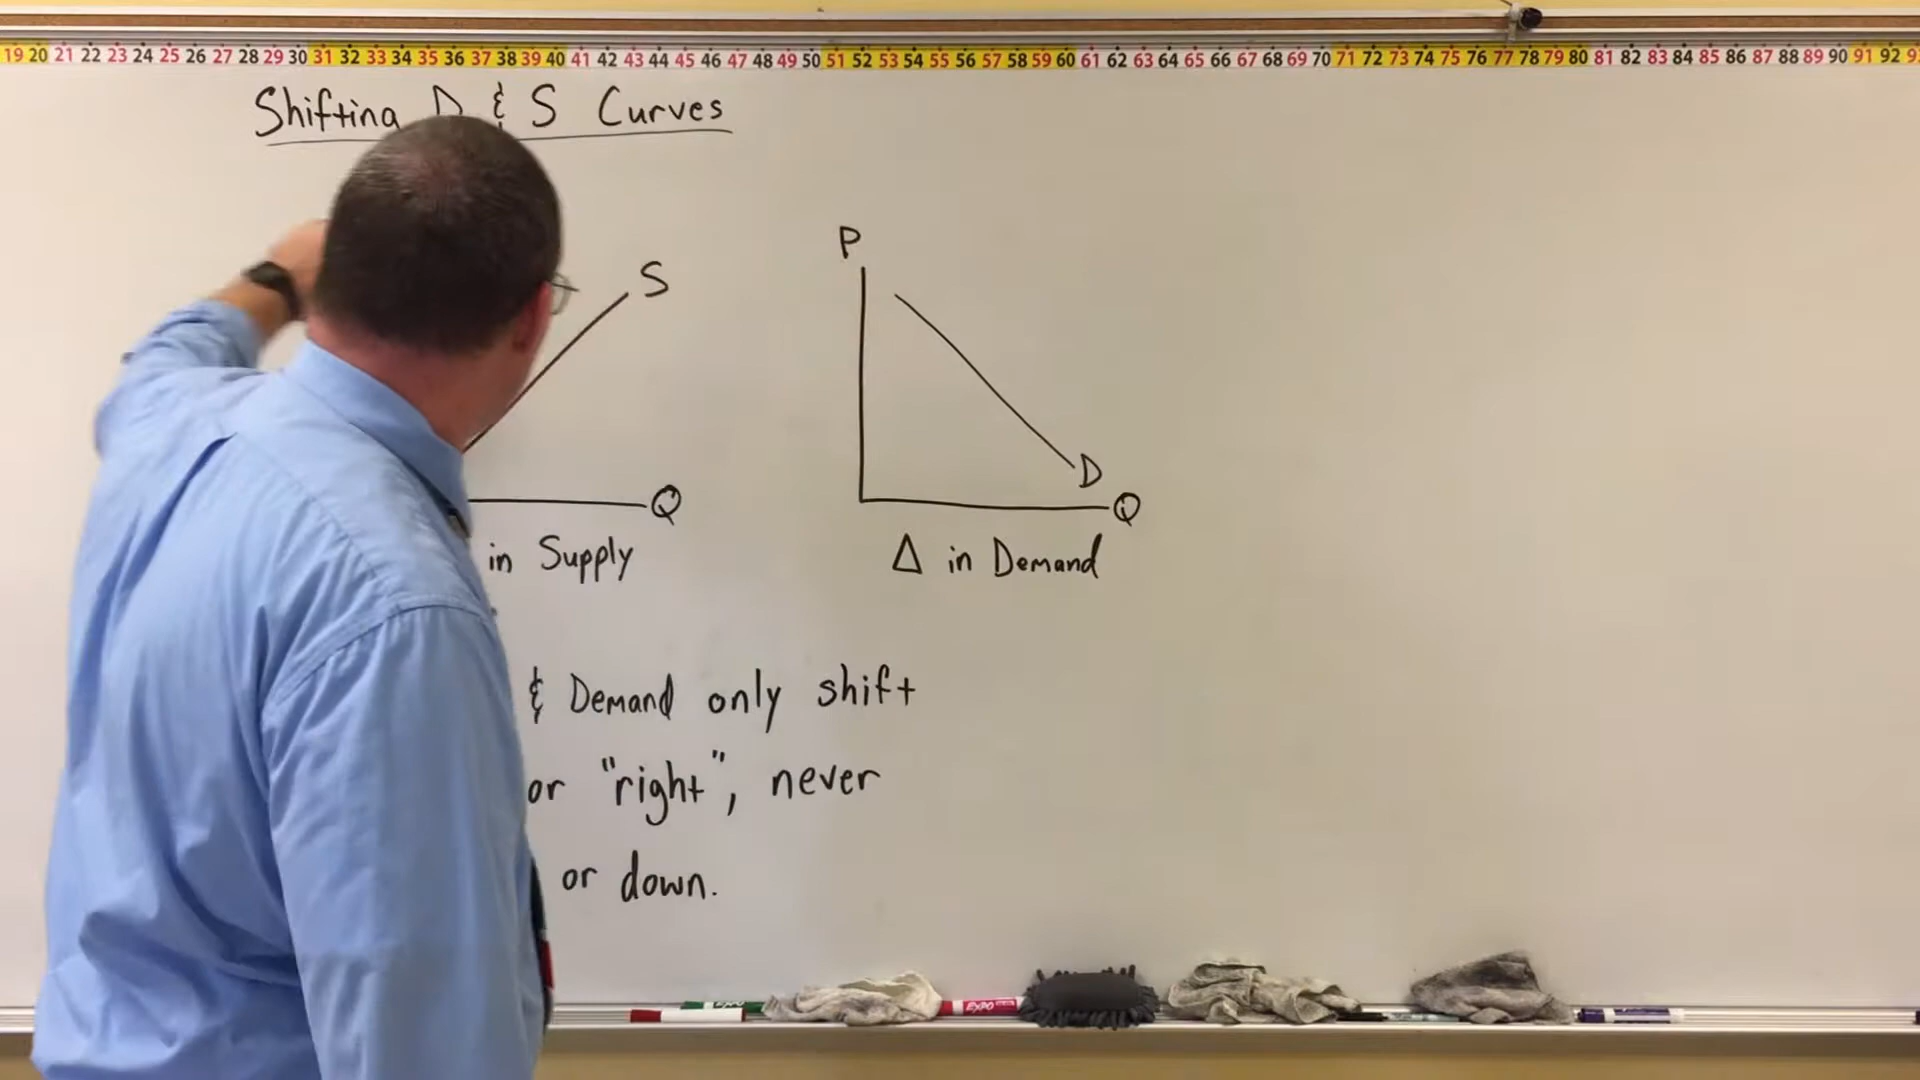 19 20 21 22 23 24 25 26 27 28 29 30 31 32 33 34 35 36 37 38 39 40 41 42 43 44 45 46 47 48 49 50 51 52 53 54 55 56 57 58 59 60 61 62 63 64 65 66 67 68 69 70 71 72 73 74 75 76 77 78 79 80 81 82 83 84 85 86 87 88 89 90 91 92 9
Shifting D & S Curves
P
S
D
Q
Q
in Supply
Δ in Demand
& Demand only shift
or "right", never
or down.
EXPO